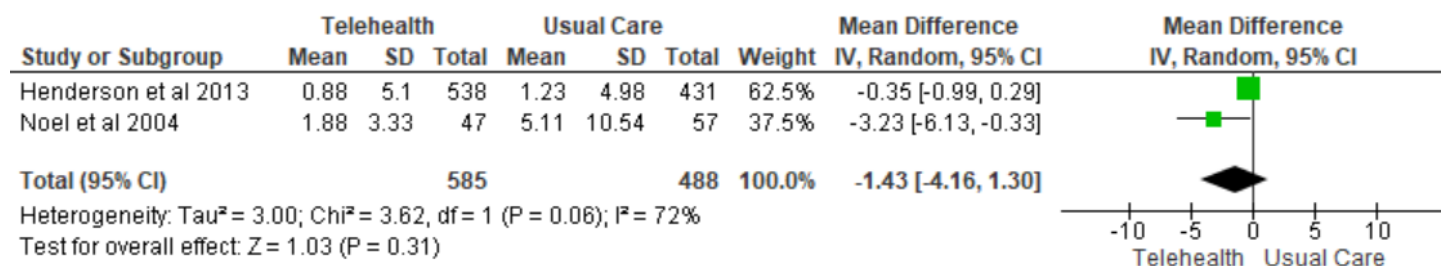 Telehealth Usual Care Mean Difference Mean Difference
Study or Subgroup Mean SD Total Mean SD Total Weight IV, Random, 95% CI IV, Random, 95% CI
Henderson et al 2013 0.88 5.1 538 1.23 4.98 431 62.5% -0.35 [-0.99, 0.29]
Noel et al 2004 1.88 3.33 47 5.11 10.54 57 37.5% -3.23 [-6.13, -0.33]
Total (95% CI) 585 488 100.0% -1.43 [-4.16, 1.30]
Heterogeneity: Tau² = 3.00; Chi² = 3.62, df = 1 (P = 0.06); I² = 72%
Test for overall effect: Z = 1.03 (P = 0.31)
-10 -5 0 5 10
Telehealth Usual Care